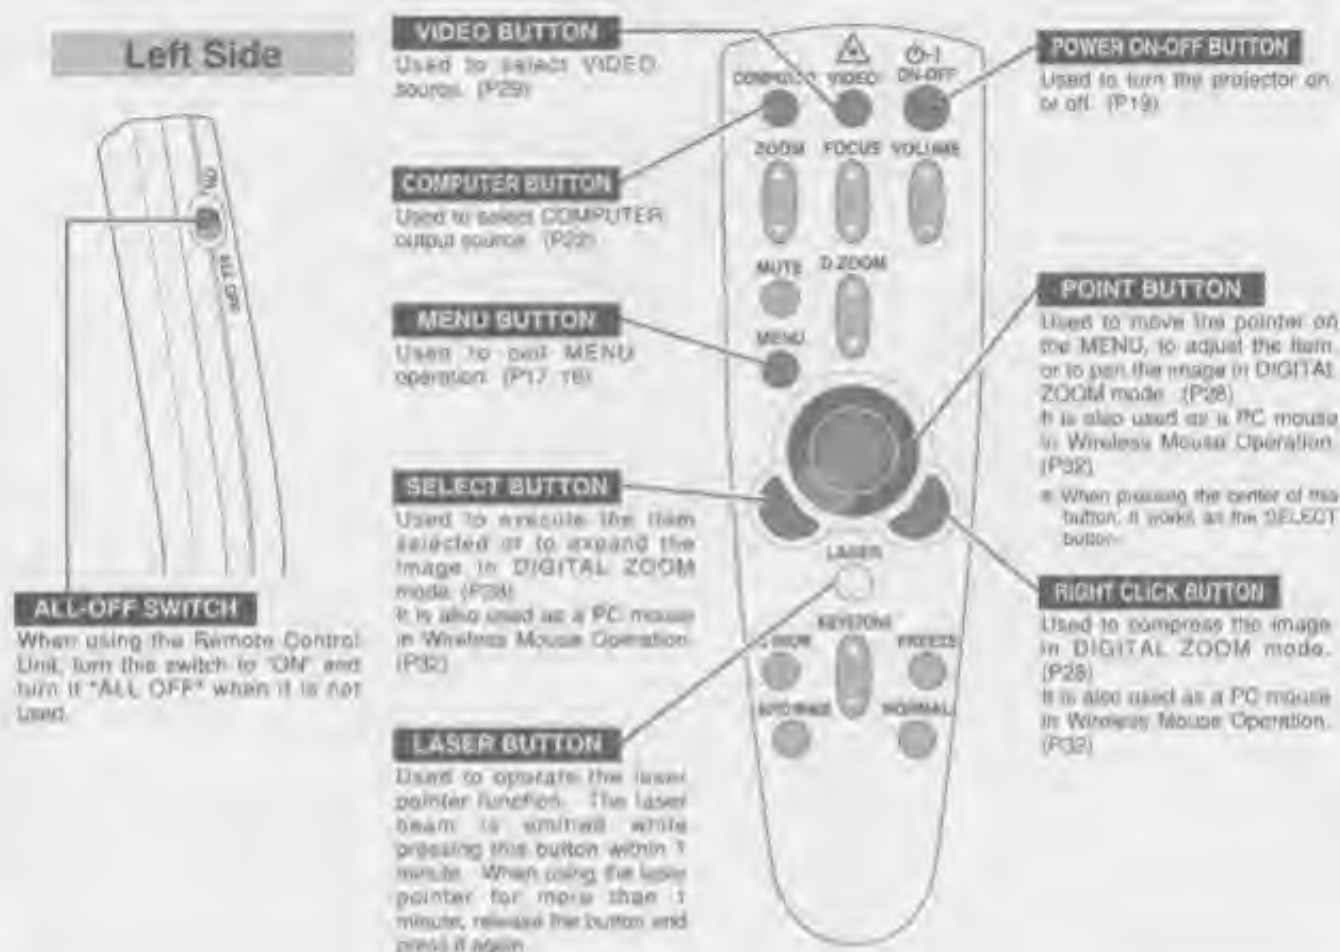 Left Side
ON
ALL OFF
ALL-OFF SWITCH
When using the Remote Control
Unit, turn this switch to "ON" and
turn it "ALL OFF" when it is not
used.
VIDEO BUTTON
Used to select VIDEO
source. (P29)
COMPUTER BUTTON
Used to select COMPUTER
output source. (P22)
MENU BUTTON
Used to call MENU
operation. (P17, 18)
SELECT BUTTON
Used to execute the item
selected or to expand the
image in DIGITAL ZOOM
mode. (P28)
It is also used as a PC mouse
in Wireless Mouse Operation.
(P32)
LASER BUTTON
Used to operate the laser
pointer function. The laser
beam is emitted while
pressing this button within 1
minute. When using the laser
pointer for more than 1
minute, release the button and
press it again.
COMPUTER VIDEO ON-OFF
ZOOM FOCUS VOLUME
MUTE D.ZOOM
MENU
LASER
KEYSTONE
FREEZE
AUTO IMAGE NORMAL
POWER ON-OFF BUTTON
Used to turn the projector on
or off. (P19)
POINT BUTTON
Used to move the pointer on
the MENU, to adjust the item,
or to pan the image in DIGITAL
ZOOM mode. (P28)
It is also used as a PC mouse
in Wireless Mouse Operation.
(P32)
When pressing the center of this
button, it works as the SELECT
button.
RIGHT CLICK BUTTON
Used to compress the image
in DIGITAL ZOOM mode.
(P28)
It is also used as a PC mouse
in Wireless Mouse Operation.
(P32)